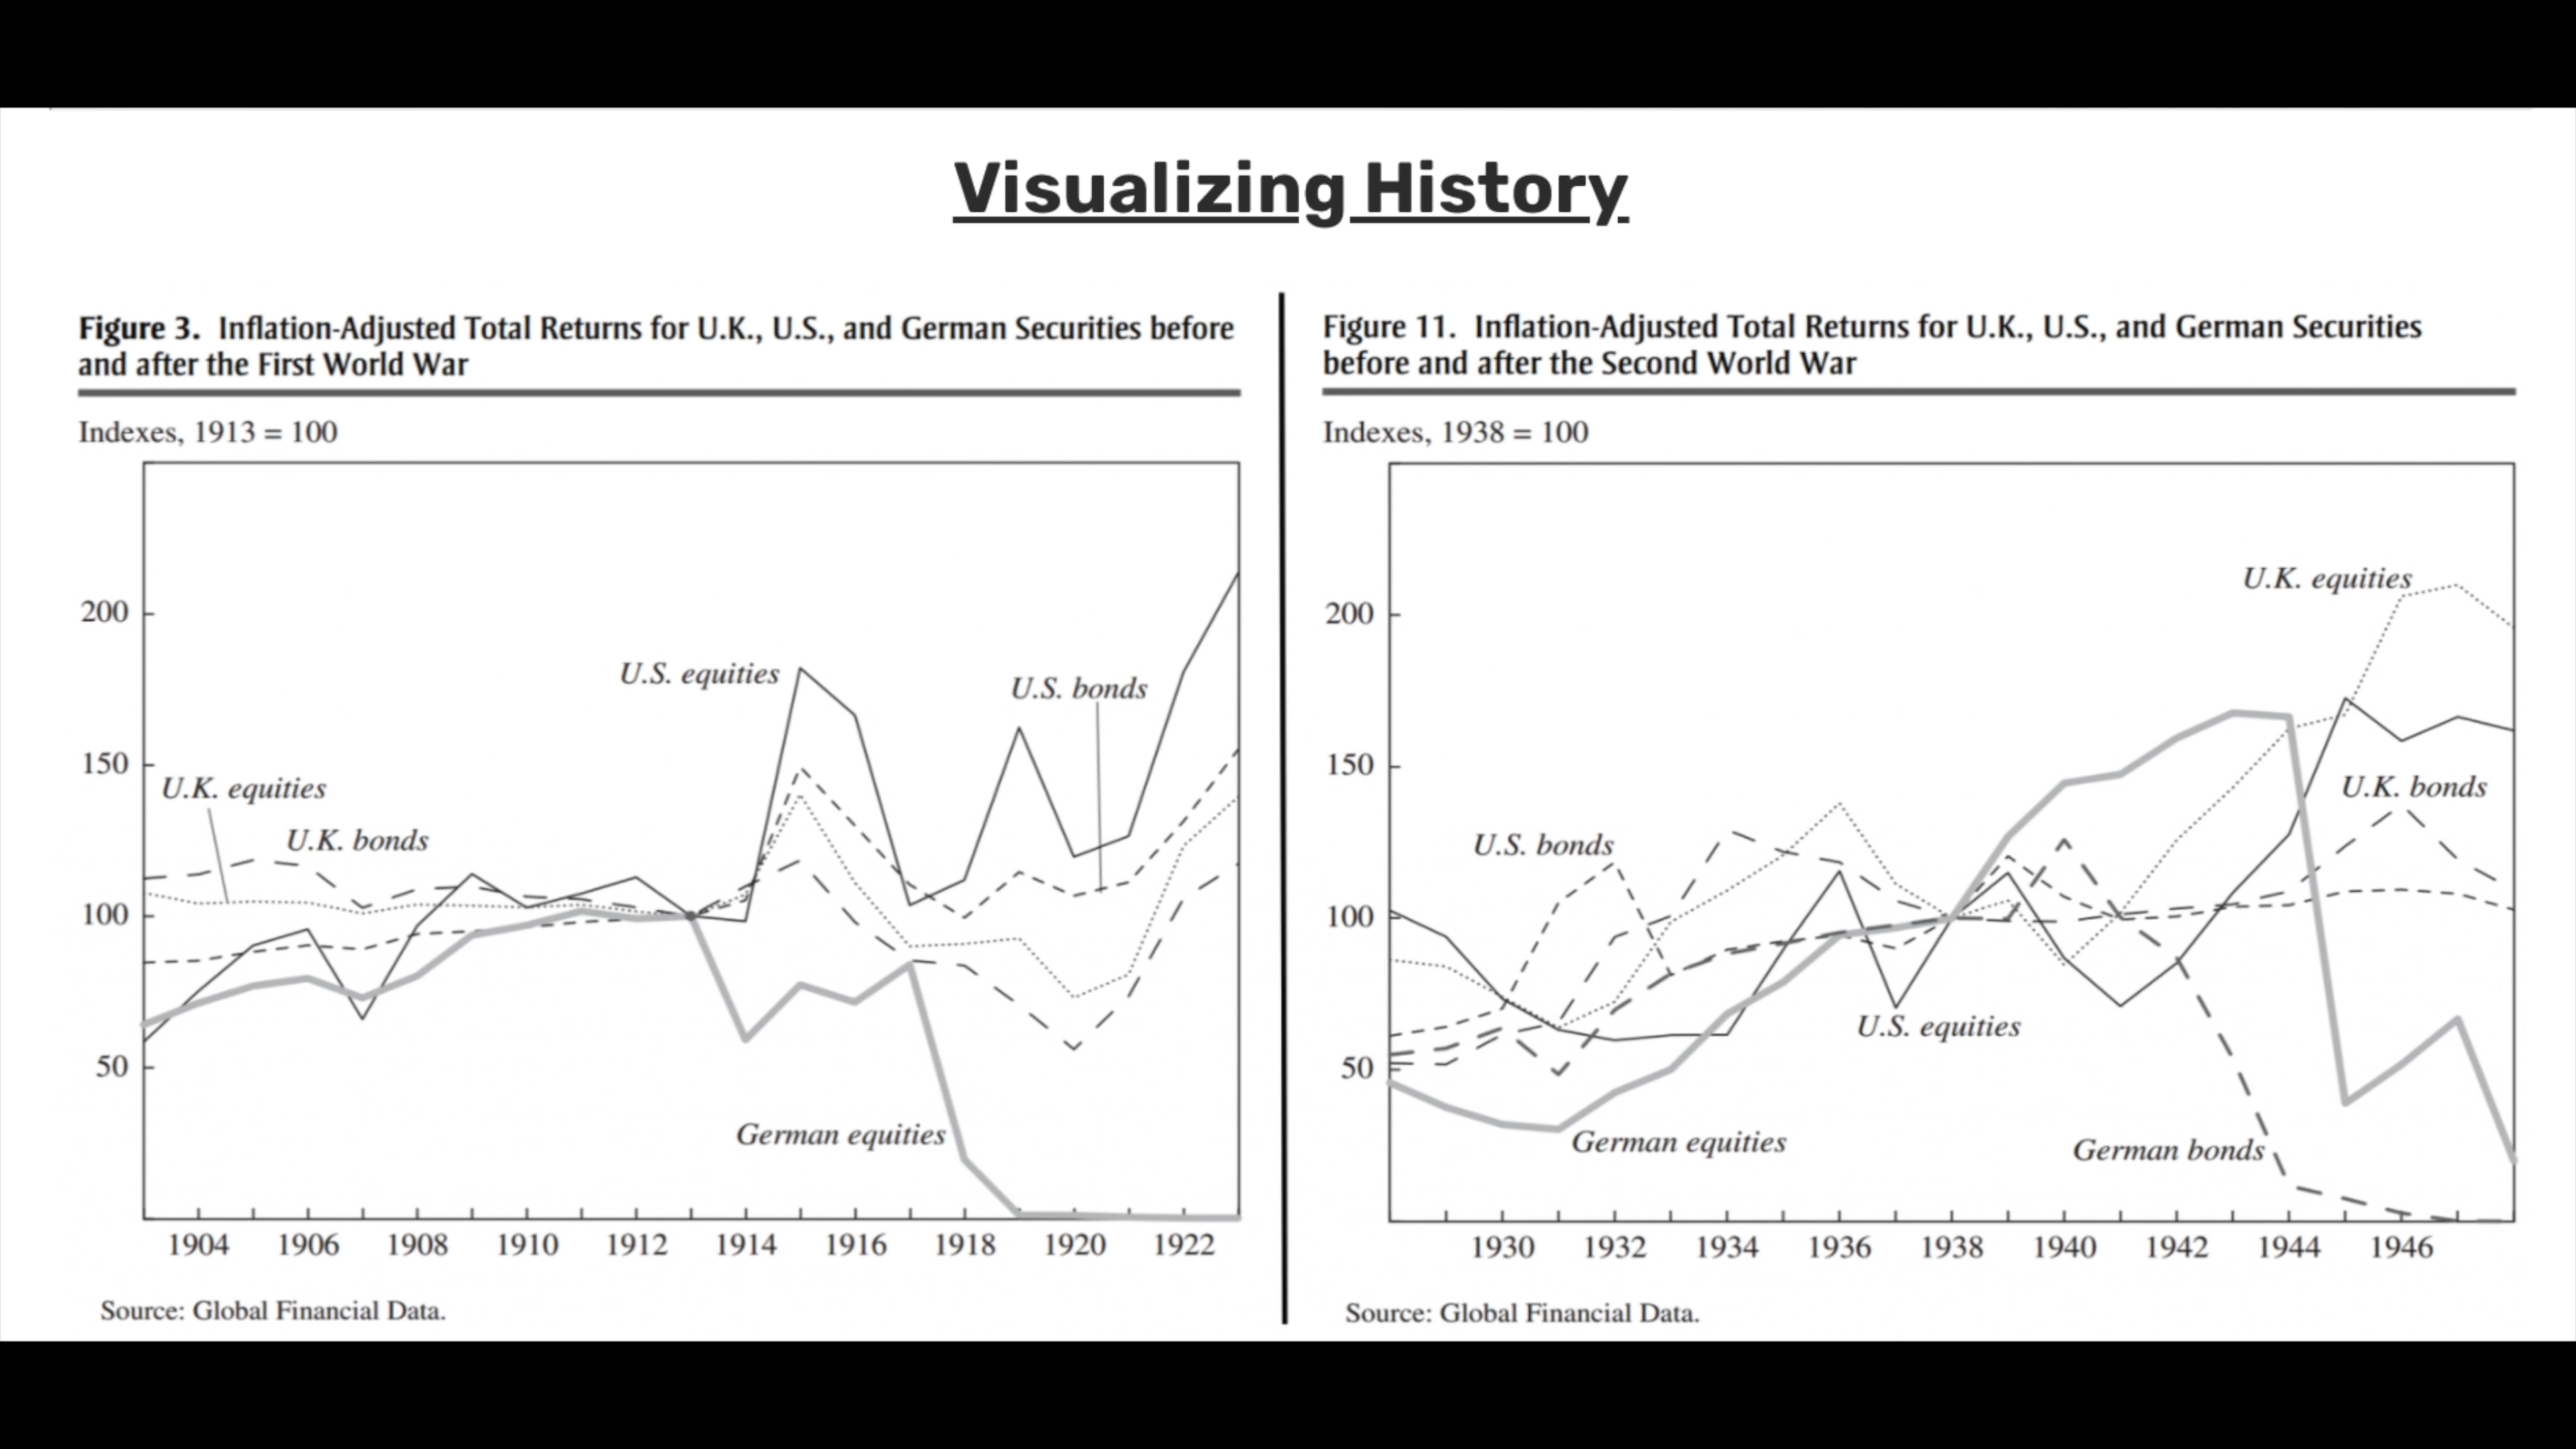 Visualizing History
Figure 3. Inflation-Adjusted Total Returns for U.K., U.S., and German Securities before
and after the First World War
Indexes, 1913 = 100
200
150
100
50
U.S. equities
U.S. bonds
U.K. equities
U.K. bonds
German equities
1904 1906 1908 1910 1912 1914 1916 1918 1920 1922
Source: Global Financial Data.
Figure 11. Inflation-Adjusted Total Returns for U.K., U.S., and German Securities
before and after the Second World War
Indexes, 1938 = 100
200
150
100
50
U.K. equities
U.K. bonds
U.S. bonds
U.S. equities
German equities
German bonds
1930 1932 1934 1936 1938 1940 1942 1944 1946
Source: Global Financial Data.